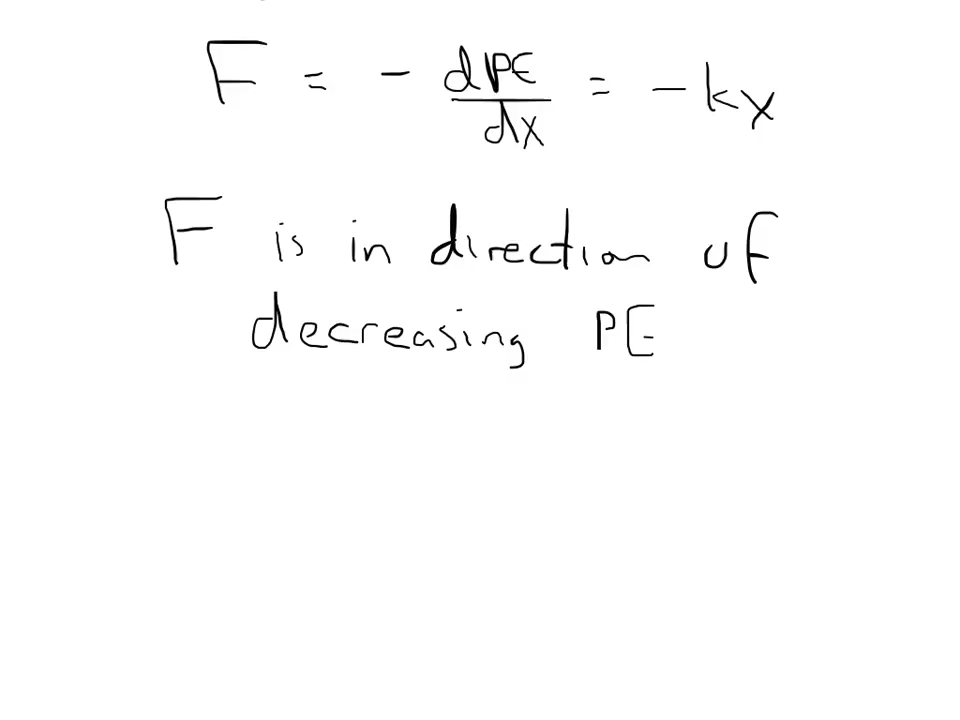 F = - dPE/dx = - kx
F is in direction of
decreasing PE